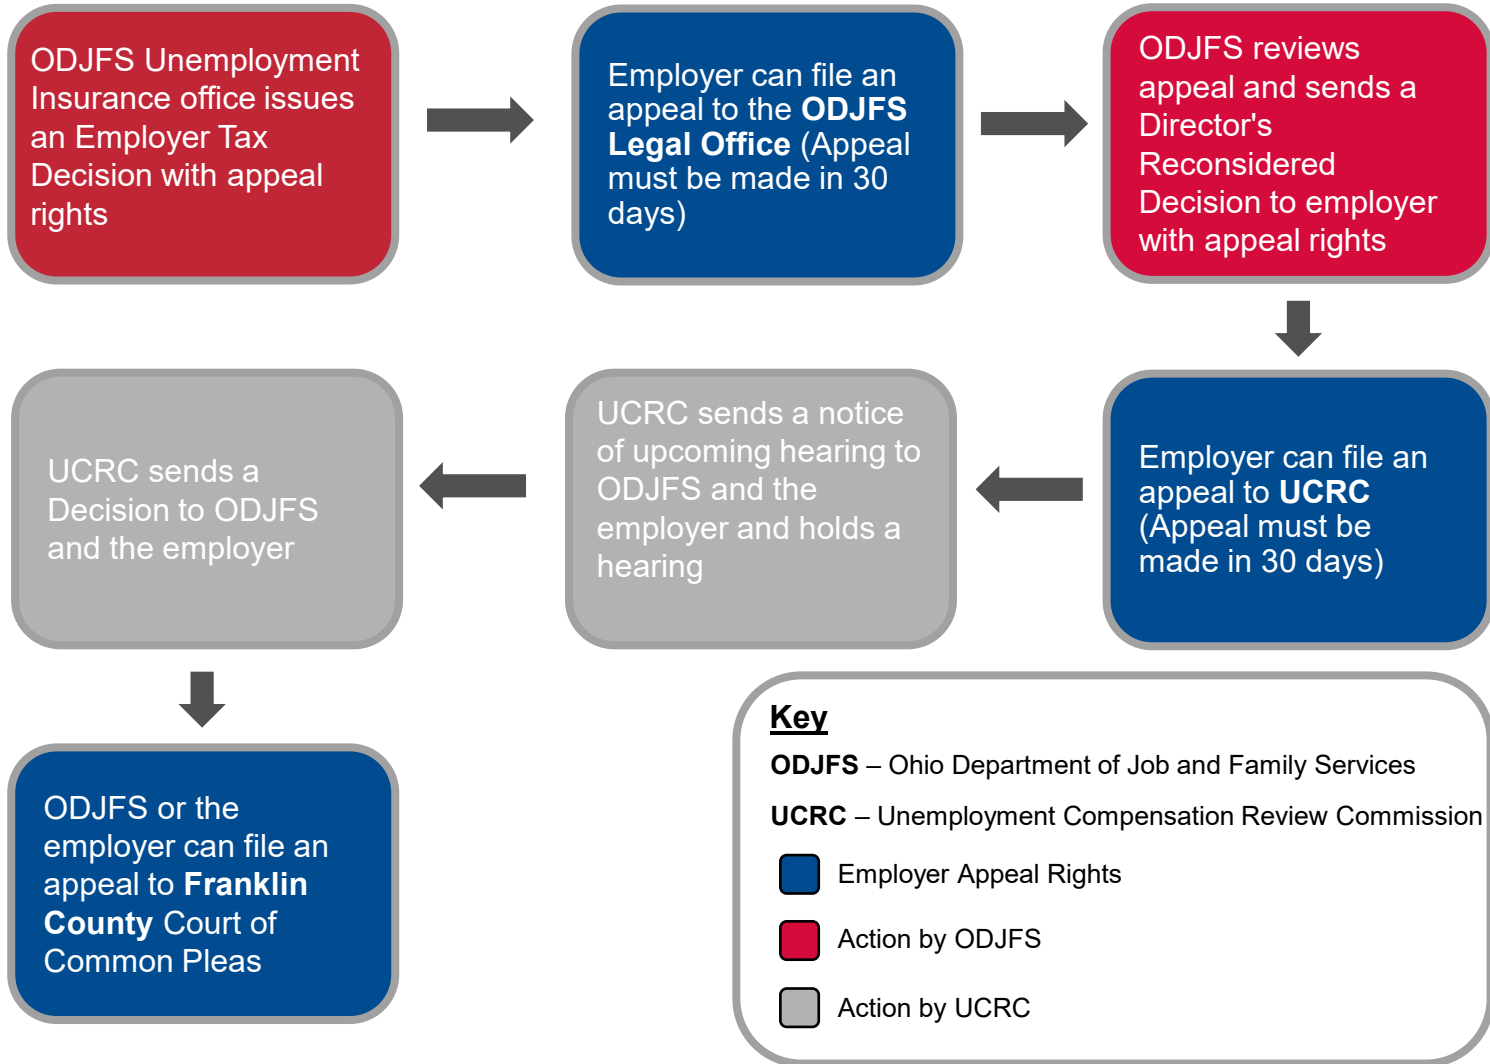 ODJFS Unemployment
Insurance office issues
an Employer Tax
Decision with appeal
rights
Employer can file an
appeal to the ODJFS
Legal Office (Appeal
must be made in 30
days)
ODJFS reviews
appeal and sends a
Director's
Reconsidered
Decision to employer
with appeal rights
Employer can file an
appeal to UCRC
(Appeal must be
made in 30 days)
UCRC sends a notice
of upcoming hearing to
ODJFS and the
employer and holds a
hearing
UCRC sends a
Decision to ODJFS
and the employer
ODJFS or the
employer can file an
appeal to Franklin
County Court of
Common Pleas
Key
ODJFS – Ohio Department of Job and Family Services
UCRC – Unemployment Compensation Review Commission
Employer Appeal Rights
Action by ODJFS
Action by UCRC